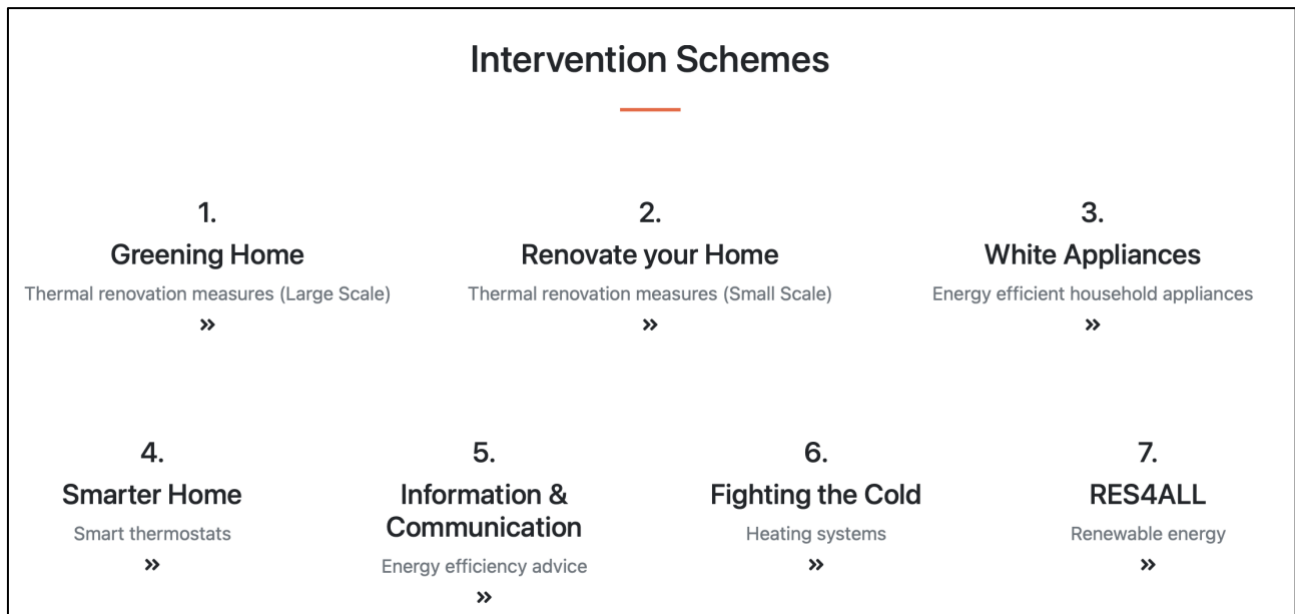 Intervention Schemes
1.
Greening Home
Thermal renovation measures (Large Scale)
»
2.
Renovate your Home
Thermal renovation measures (Small Scale)
»
3.
White Appliances
Energy efficient household appliances
»
4.
Smarter Home
Smart thermostats
»
5.
Information &
Communication
Energy efficiency advice
»
6.
Fighting the Cold
Heating systems
»
7.
RES4ALL
Renewable energy
»